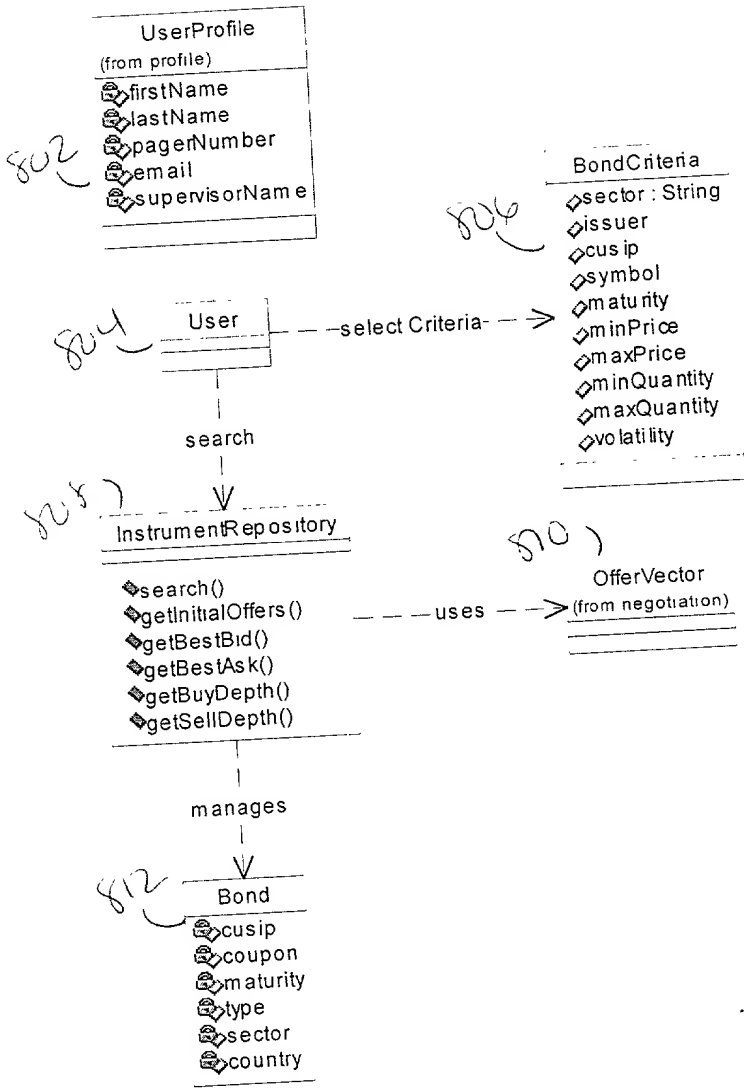 UserProfile
(from profile)
firstName
lastName
pagerNumber
email
supervisorName
802
BondCriteria
sector : String
issuer
cusip
symbol
maturity
minPrice
maxPrice
minQuantity
maxQuantity
volatility
806
User
804
select Criteria
search
808
InstrumentRepository
search()
getInitialOffers()
getBestBid()
getBestAsk()
getBuyDepth()
getSellDepth()
uses
810
OfferVector
(from negotiation)
manages
812
Bond
cusip
coupon
maturity
type
sector
country